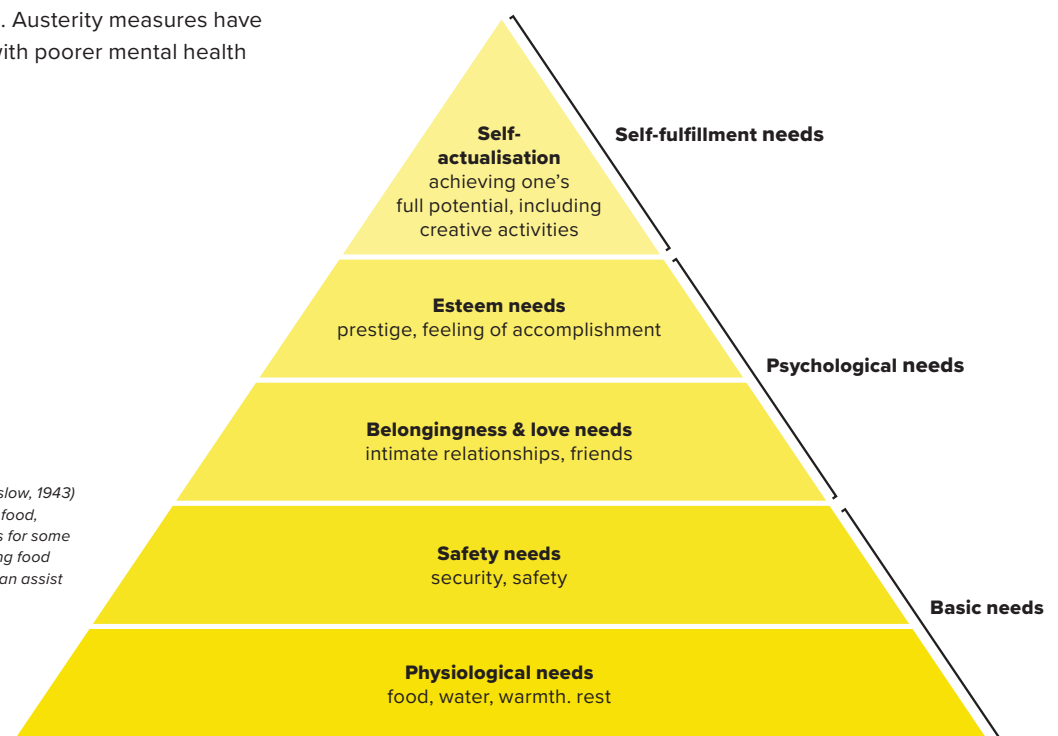 . Austerity measures have
with poorer mental health
Self-
actualisation
achieving one's
full potential, including
creative activities
Self-fulfillment needs
Esteem needs
prestige, feeling of accomplishment
Psychological needs
Belongingness & love needs
intimate relationships, friends
slow, 1943)
food,
s for some
ng food
an assist
Safety needs
security, safety
Basic needs
Physiological needs
food, water, warmth. rest